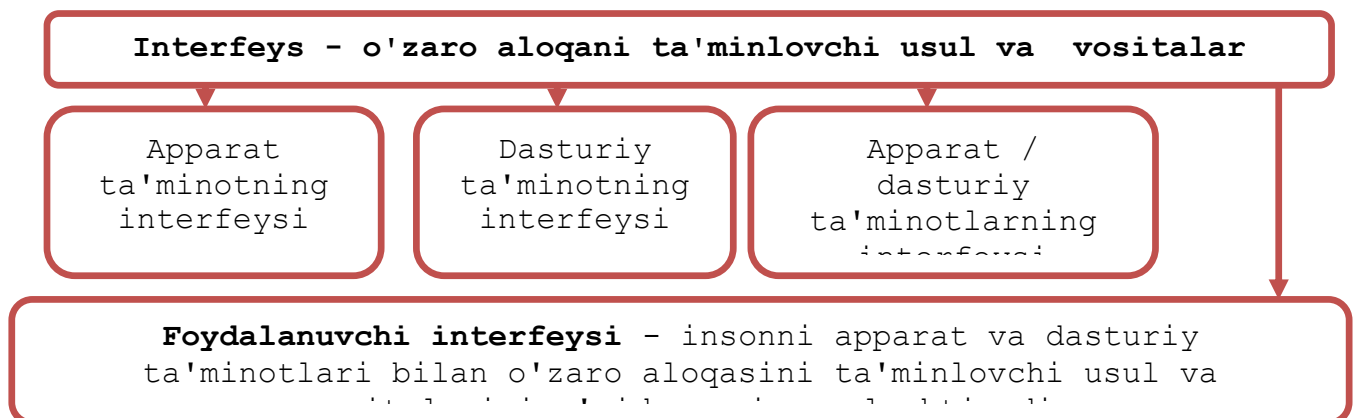 Interfeys - o'zaro aloqani ta'minlovchi usul va vositalar
Apparat
ta'minotning
interfeysi
Dasturiy
ta'minotning
interfeysi
Apparat /
dasturiy
ta'minotlarning
interfeysi
Foydalanuvchi interfeysi - insonni apparat va dasturiy
ta'minotlari bilan o'zaro aloqasini ta'minlovchi usul va